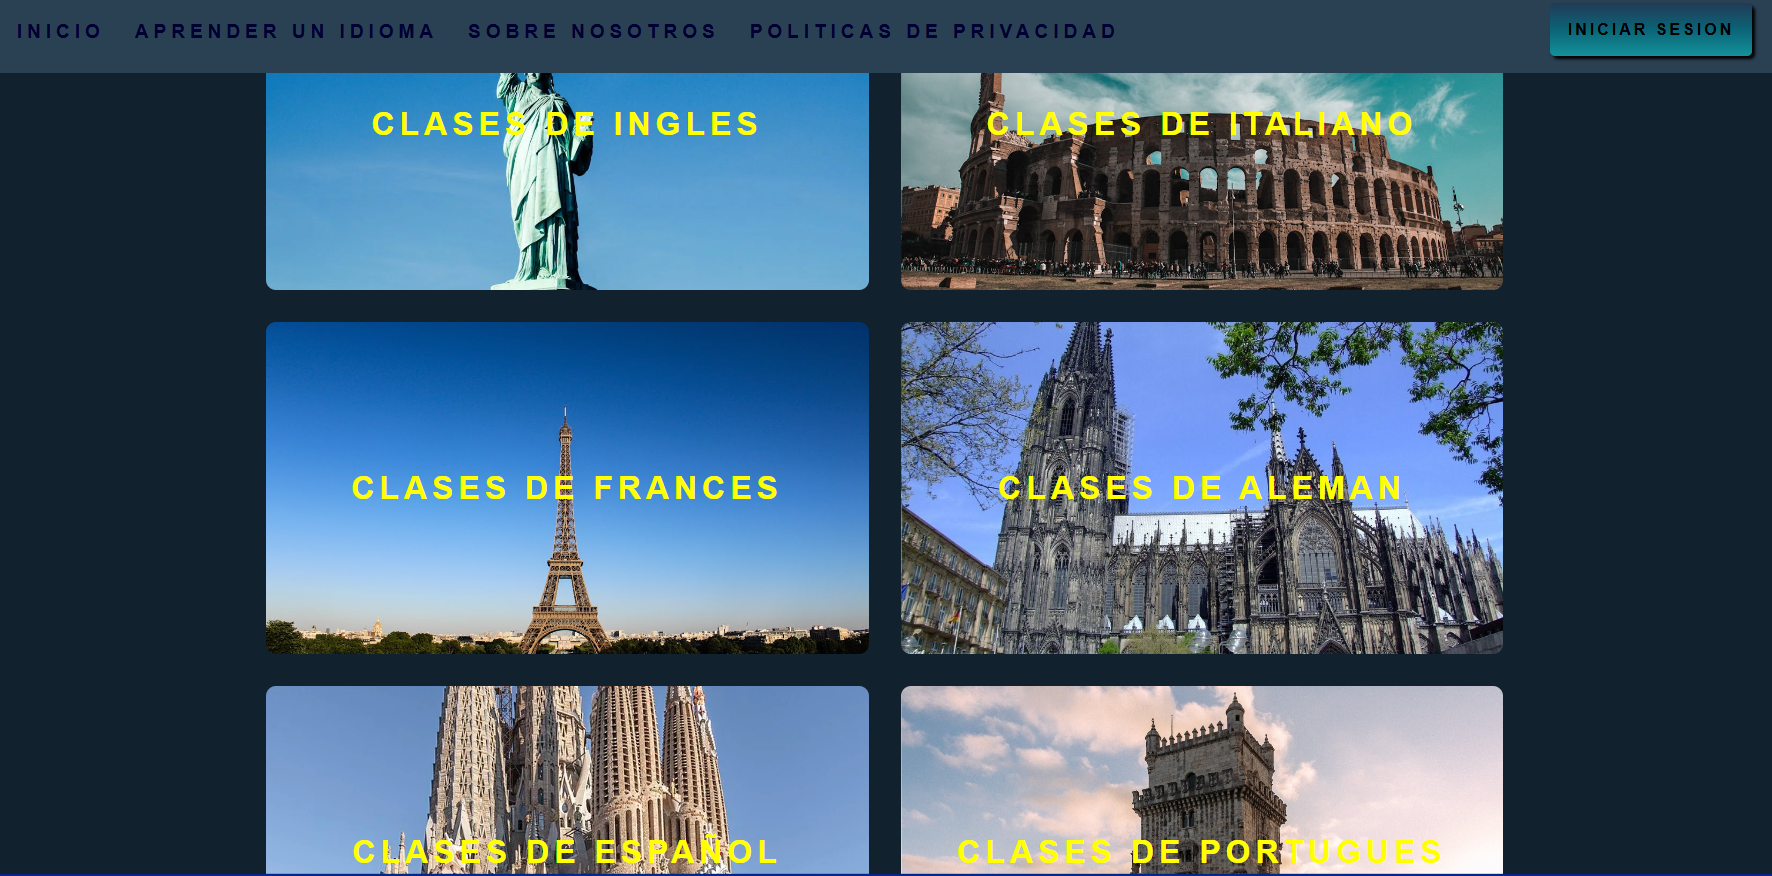 INICIO
APRENDER UN IDIOMA
SOBRE NOSOTROS
POLITICAS DE PRIVACIDAD
INICIAR SESION
CLASES DE INGLES
CLASES DE ITALIANO
CLASES DE FRANCES
CLASES DE ALEMAN
CLASES DE ESPAÑOL
CLASES DE PORTUGUES